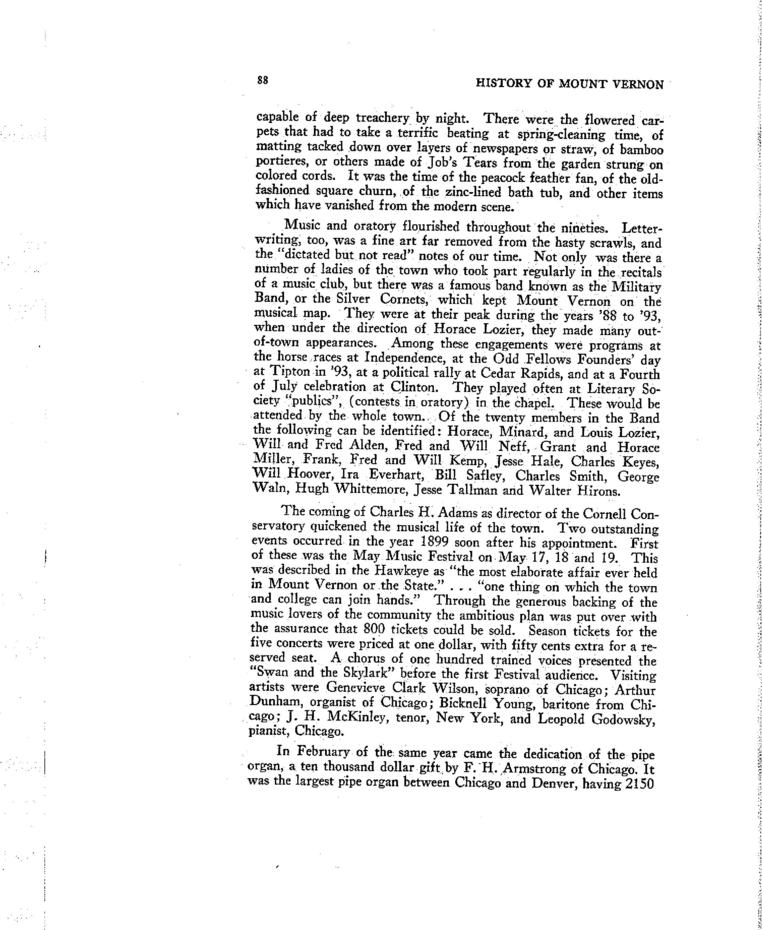 88 HISTORY OF MOUNT VERNON
capable of deep treachery by night. There were the flowered car-
pets that had to take a terrific beating at spring-cleaning time, of
matting tacked down over layers of newspapers or straw, of bamboo
portieres, or others made of Job's Tears from the garden strung on
colored cords. It was the time of the peacock feather fan, of the old-
fashioned square churn, of the zinc-lined bath tub, and other items
which have vanished from the modern scene.
Music and oratory flourished throughout the nineties. Letter-
writing, too, was a fine art far removed from the hasty scrawls, and
the "dictated but not read" notes of our time. Not only was there a
number of ladies of the town who took part regularly in the recitals
of a music club, but there was a famous band known as the Military
Band, or the Silver Cornets, which kept Mount Vernon on the
musical map. They were at their peak during the years '88 to '93,
when under the direction of Horace Lozier, they made many out-
of-town appearances. Among these engagements were programs at
the horse races at Independence, at the Odd Fellows Founders' day
at Tipton in '93, at a political rally at Cedar Rapids, and at a Fourth
of July celebration at Clinton. They played often at Literary So-
ciety "publics", (contests in oratory) in the chapel. These would be
attended by the whole town. Of the twenty members in the Band
the following can be identified: Horace, Minard, and Louis Lozier,
Will and Fred Alden, Fred and Will Neff, Grant and Horace
Miller, Frank, Fred and Will Kemp, Jesse Hale, Charles Keyes,
Will Hoover, Ira Everhart, Bill Safley, Charles Smith, George
Waln, Hugh Whittemore, Jesse Tallman and Walter Hirons.
The coming of Charles H. Adams as director of the Cornell Con-
servatory quickened the musical life of the town. Two outstanding
events occurred in the year 1899 soon after his appointment. First
of these was the May Music Festival on May 17, 18 and 19. This
was described in the Hawkeye as "the most elaborate affair ever held
in Mount Vernon or the State." . . . "one thing on which the town
and college can join hands." Through the generous backing of the
music lovers of the community the ambitious plan was put over with
the assurance that 800 tickets could be sold. Season tickets for the
five concerts were priced at one dollar, with fifty cents extra for a re-
served seat. A chorus of one hundred trained voices presented the
"Swan and the Skylark" before the first Festival audience. Visiting
artists were Genevieve Clark Wilson, soprano of Chicago; Arthur
Dunham, organist of Chicago; Bicknell Young, baritone from Chi-
cago; J. H. McKinley, tenor, New York, and Leopold Godowsky,
pianist, Chicago.
In February of the same year came the dedication of the pipe
organ, a ten thousand dollar gift by F. H. Armstrong of Chicago. It
was the largest pipe organ between Chicago and Denver, having 2150